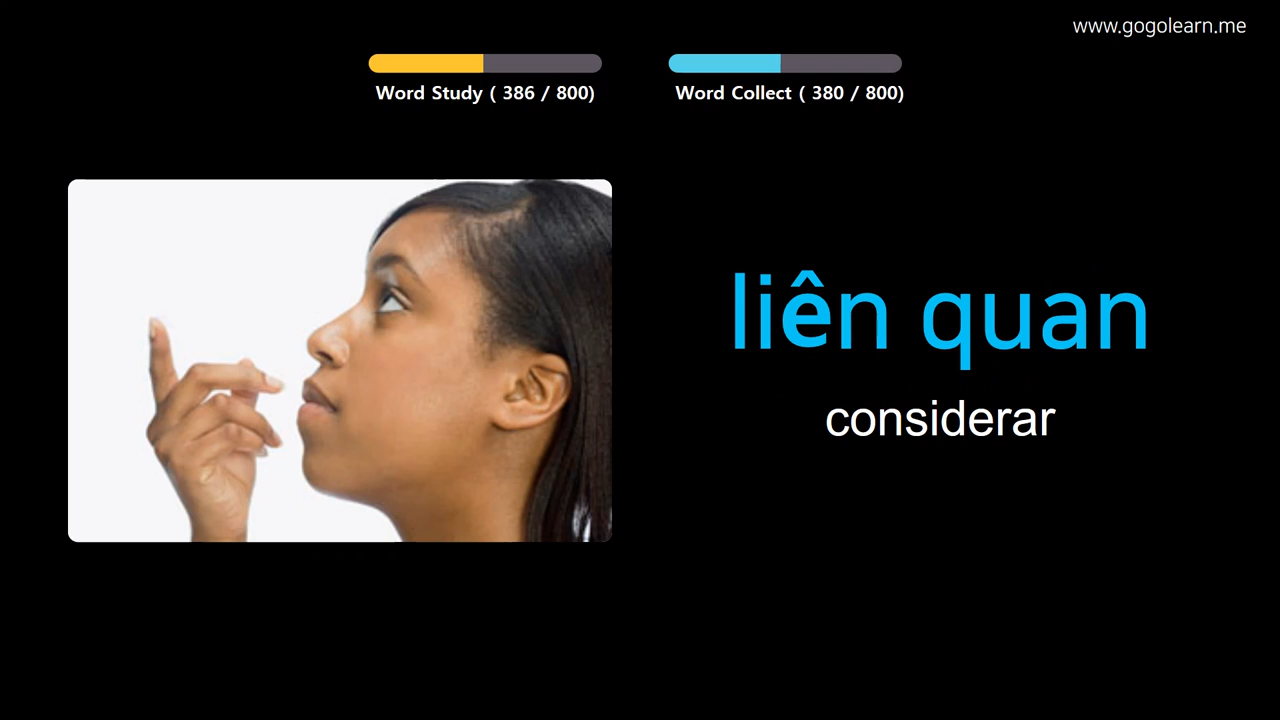 www.gogolearn.me
Word Study ( 386 / 800)
Word Collect ( 380 / 800)
liên quan
considerar